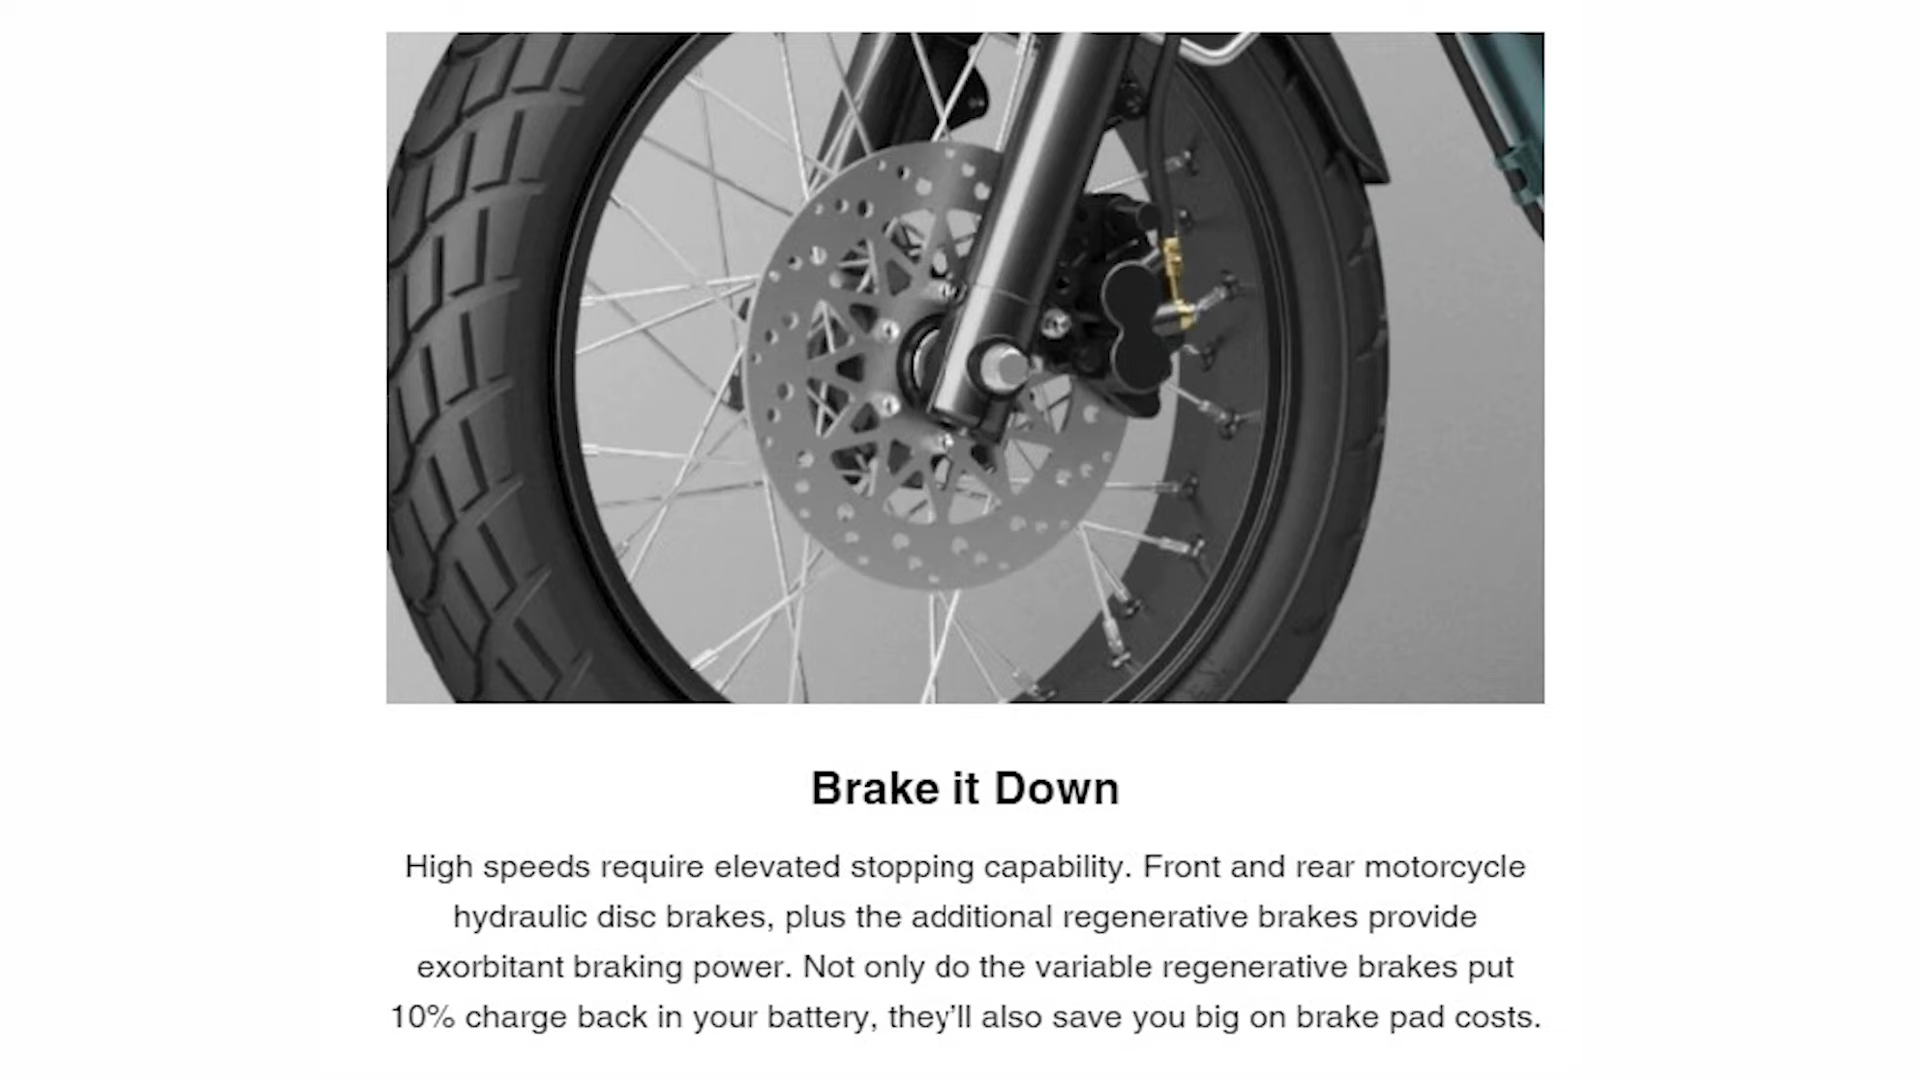 Brake it Down
High speeds require elevated stopping capability. Front and rear motorcycle
hydraulic disc brakes, plus the additional regenerative brakes provide
exorbitant braking power. Not only do the variable regenerative brakes put
10% charge back in your battery, they’ll also save you big on brake pad costs.